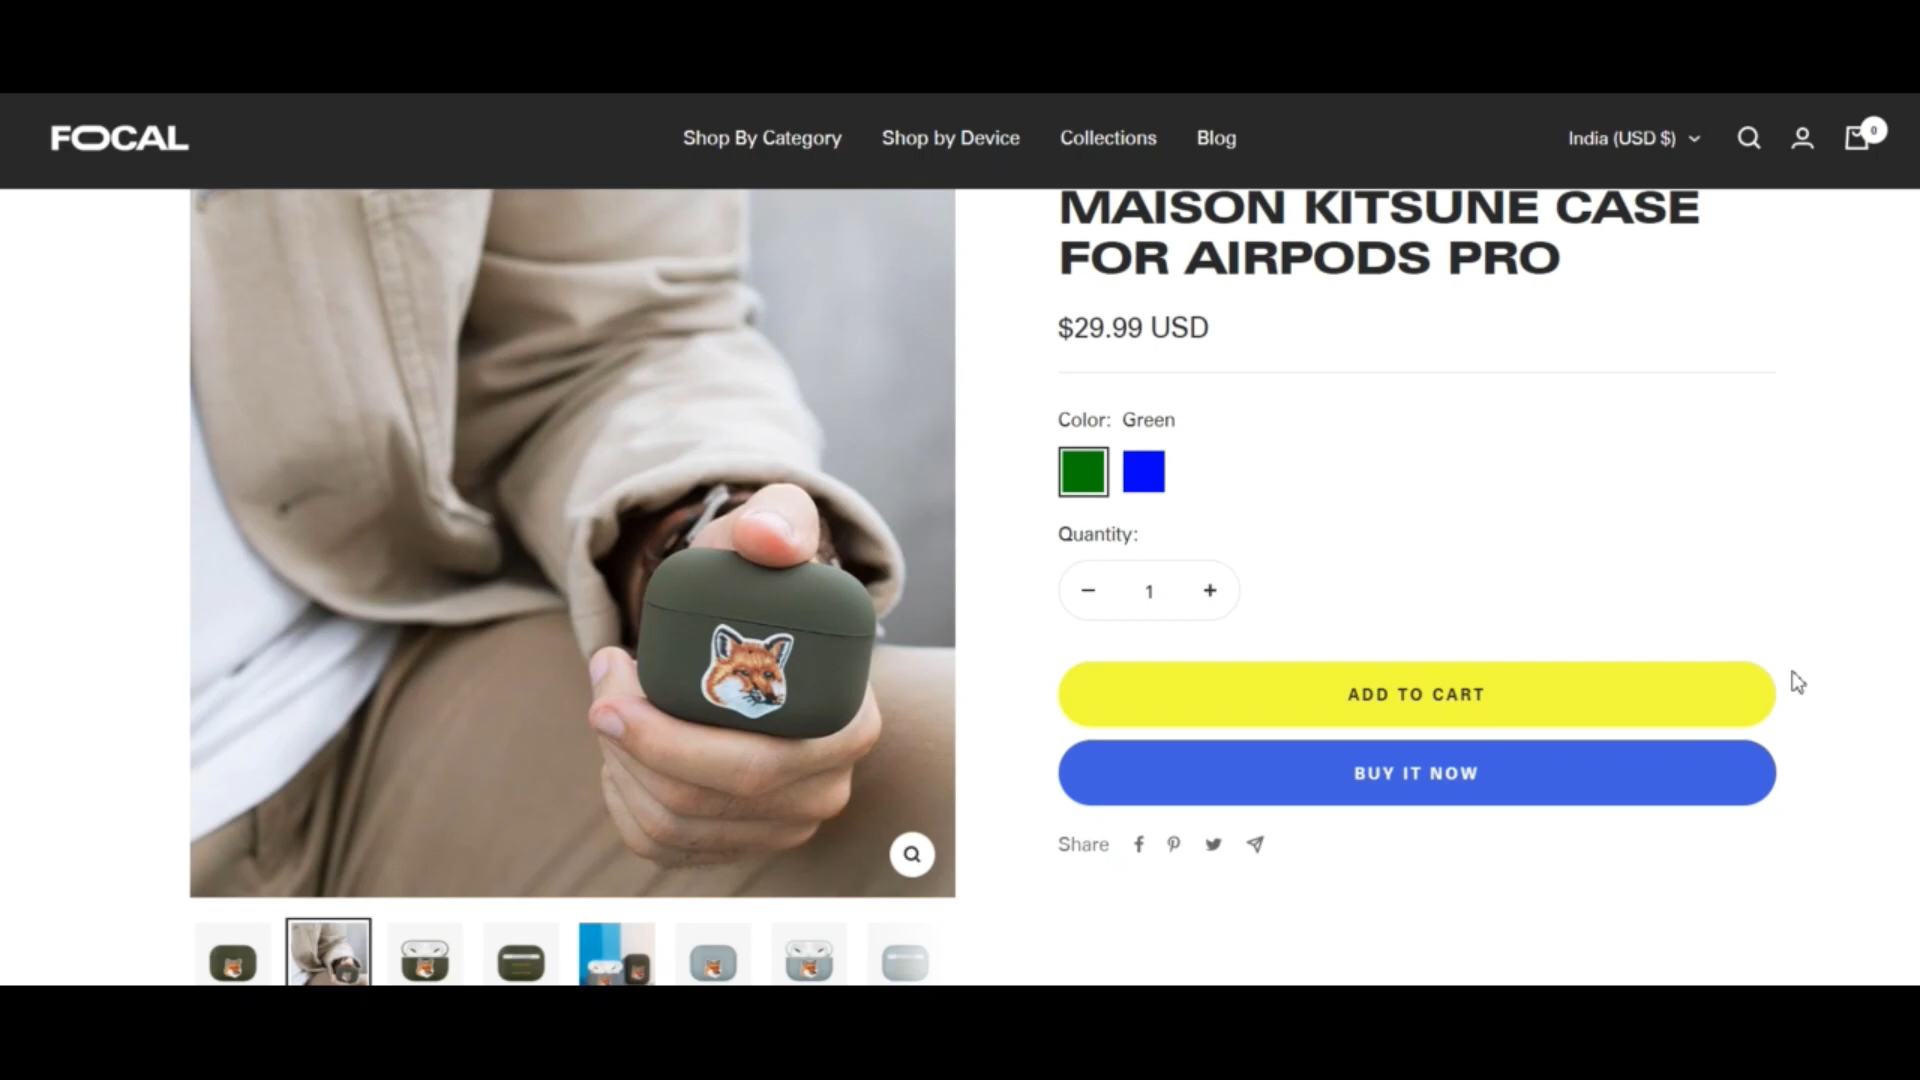 FOCAL
Shop By Category
Shop by Device
Collections
Blog
India (USD $)
0
MAISON KITSUNE CASE
FOR AIRPODS PRO
$29.99 USD
Color: Green
Quantity:
− 1 +
ADD TO CART
BUY IT NOW
Share